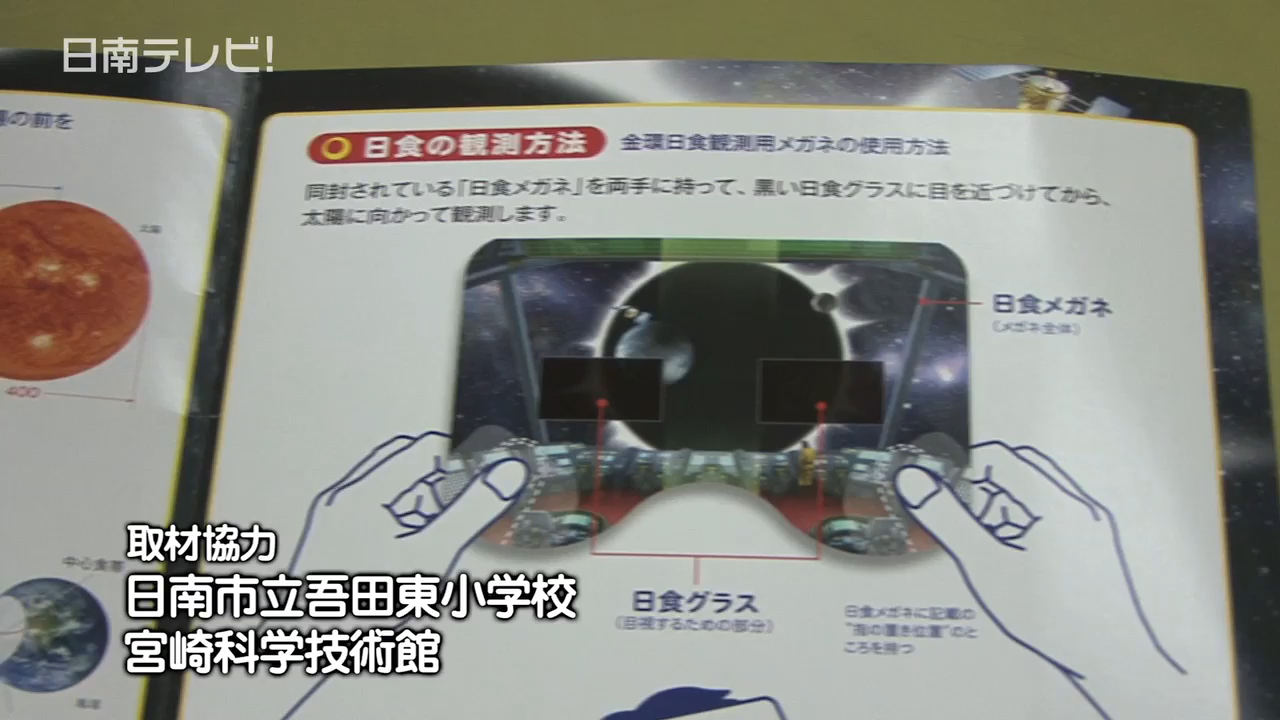 日南テレビ!
の前を
日食の観測方法
金環日食観測用メガネの使用方法
同封されている「日食メガネ」を両手に持って、黒い日食グラスに目を近づけてから、
太陽に向かって観測します。
太陽
400
日食メガネ
(メガネ全体)
中心食帯
地球
日食グラス
(目視するための部分)
日食メガネに記載の
"指の置き位置"のと
ころを持つ
取材協力
日南市立吾田東小学校
宮崎科学技術館